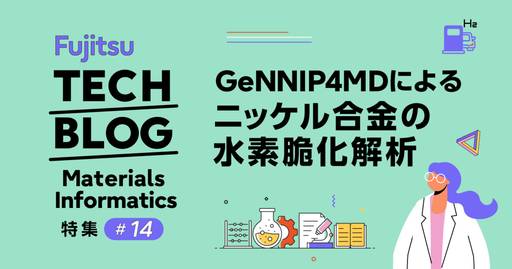 Fujitsu
TECH
BLOG
Materials
Informatics
特集 #14
GeNNIP4MDによる
ニッケル合金の
水素脆化解析
H₂